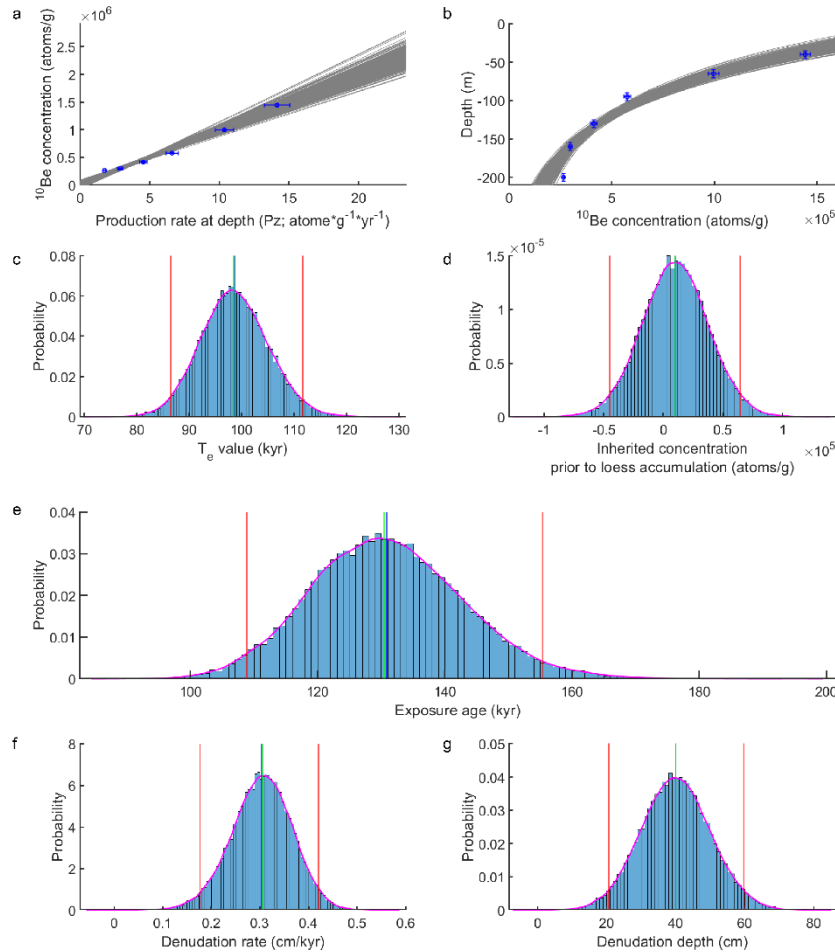 a
×10⁶
2.5
2
1.5
1
0.5
0
0 5 10 15 20
¹⁰Be concentration (atoms/g)
Production rate at depth (Pz; atome*g⁻¹*yr⁻¹)
b
0
-50
-100
-150
-200
0 5 10 15
×10⁵
Depth (m)
¹⁰Be concentration (atoms/g)
c
0.08
0.06
0.04
0.02
0
70 80 90 100 110 120 130
Probability
Tₑ value (kyr)
d
×10⁻⁵
1.5
1
0.5
0
-1 -0.5 0 0.5 1
×10⁵
Probability
Inherited concentration
prior to loess accumulation (atoms/g)
e
0.04
0.03
0.02
0.01
0
100 120 140 160 180 200
Probability
Exposure age (kyr)
f
8
6
4
2
0
0 0.1 0.2 0.3 0.4 0.5 0.6
Probability
Denudation rate (cm/kyr)
g
0.05
0.04
0.03
0.02
0.01
0
0 20 40 60 80
Probability
Denudation depth (cm)